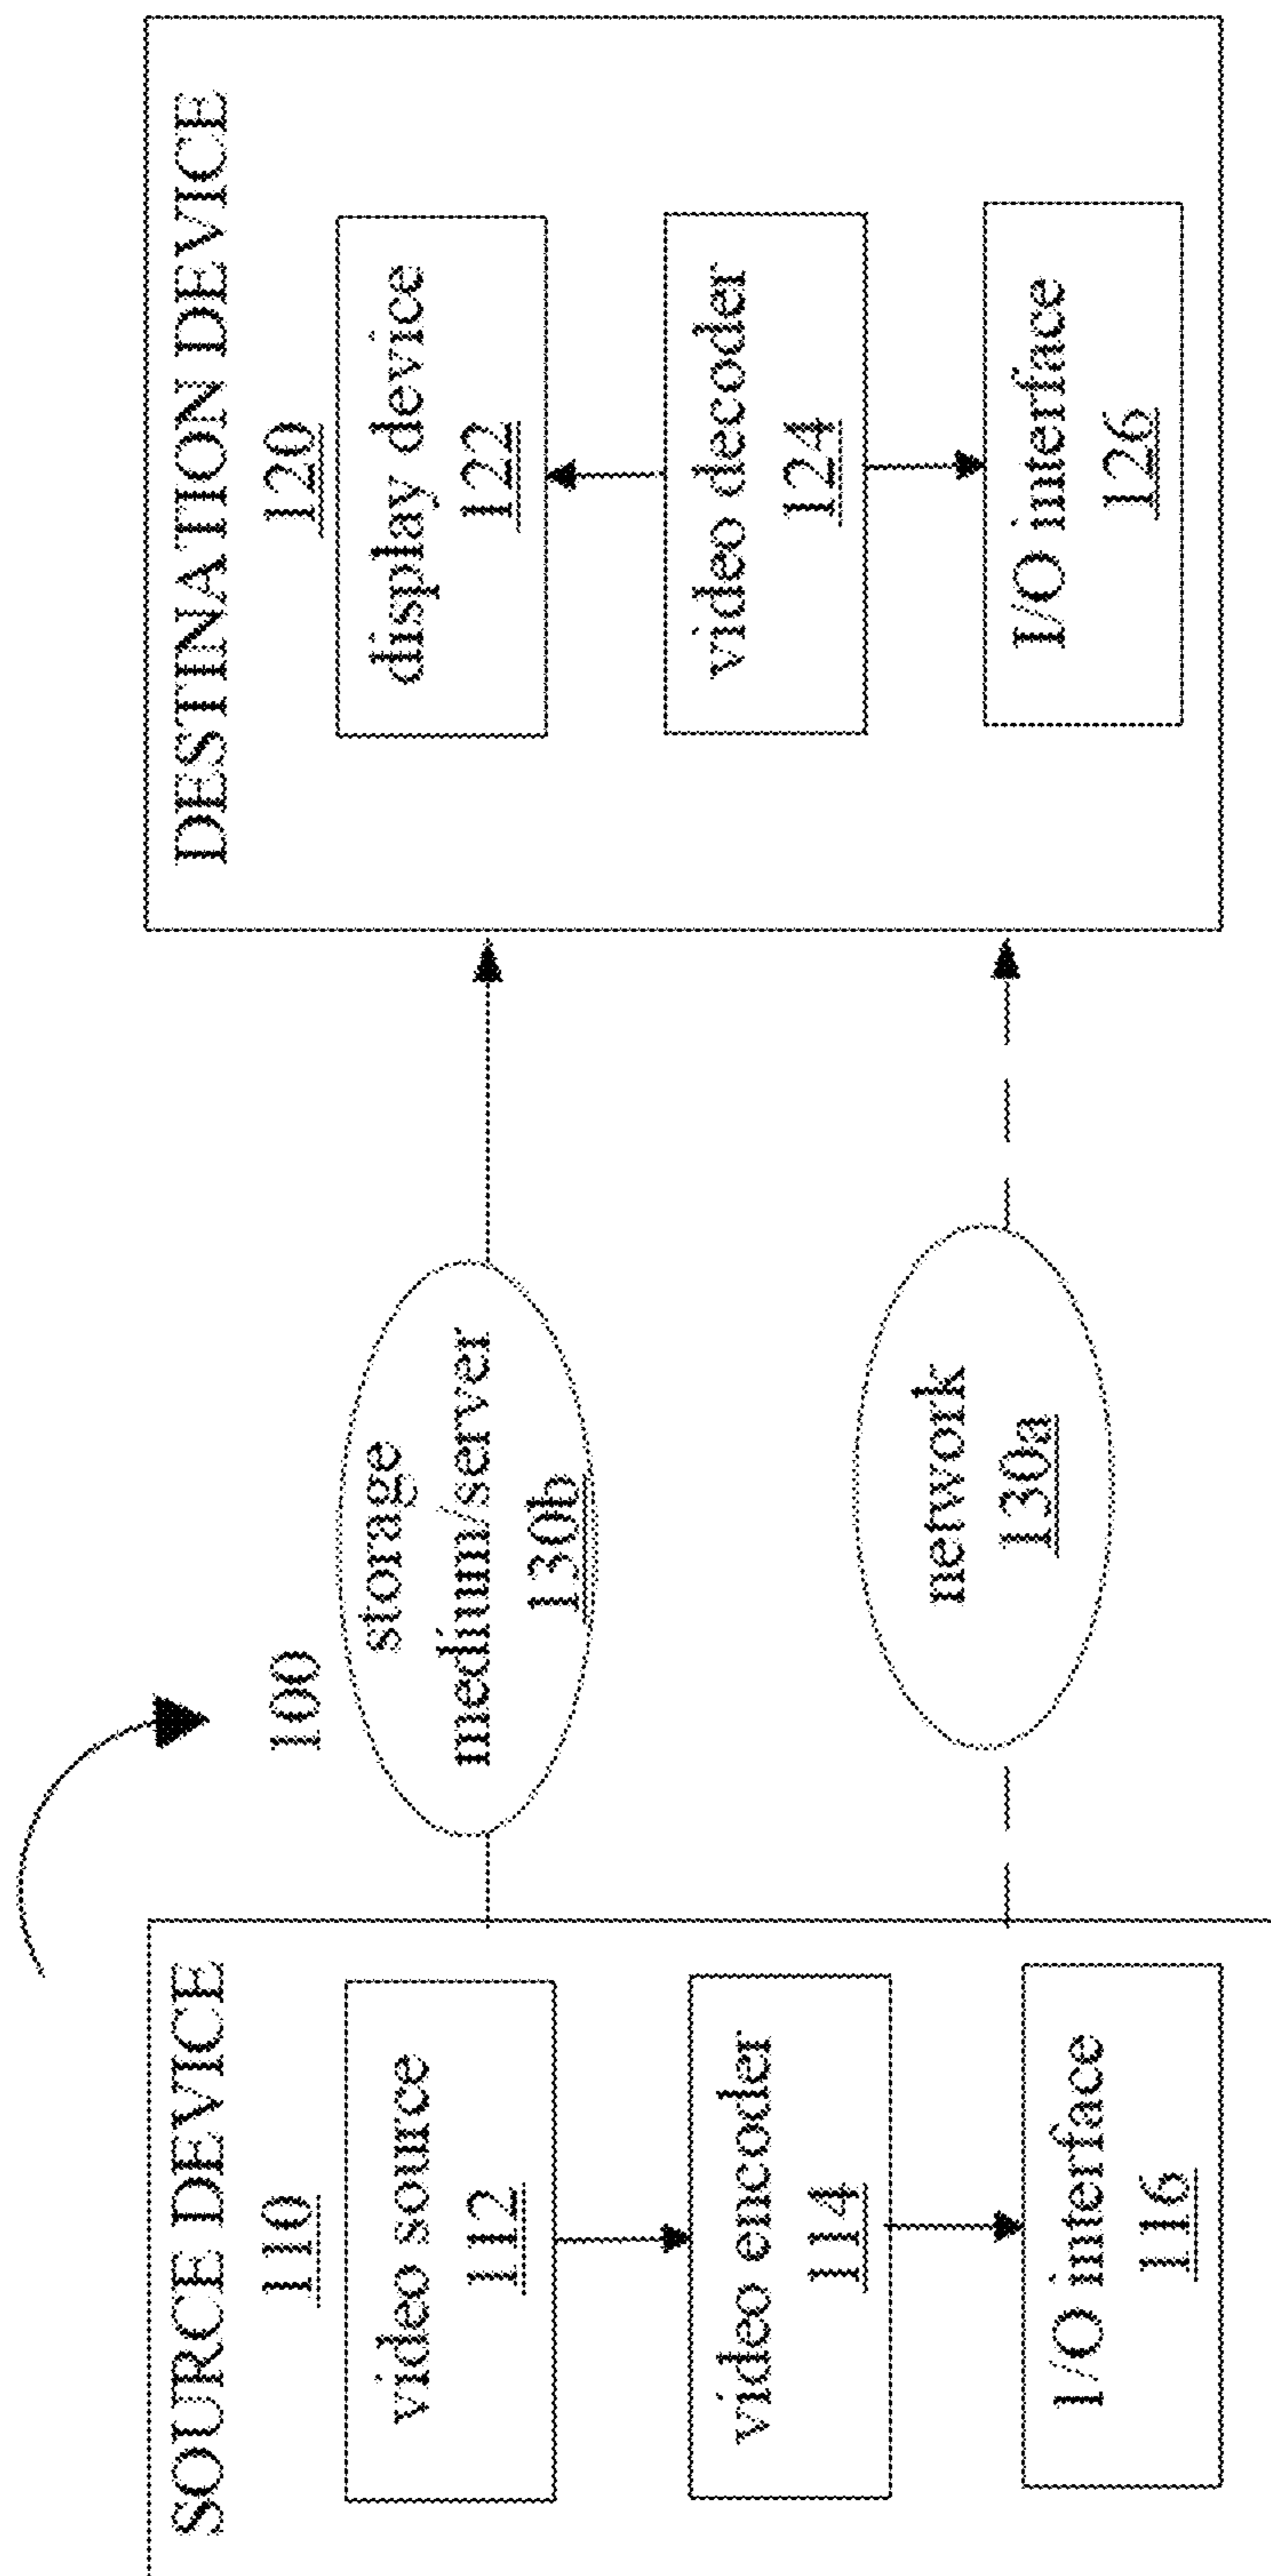 100
SOURCE DEVICE
110
video source
112
video encoder
114
I/O interface
116
storage
medium/server
130b
network
130a
DESTINATION DEVICE
120
display device
122
video decoder
124
I/O interface
126